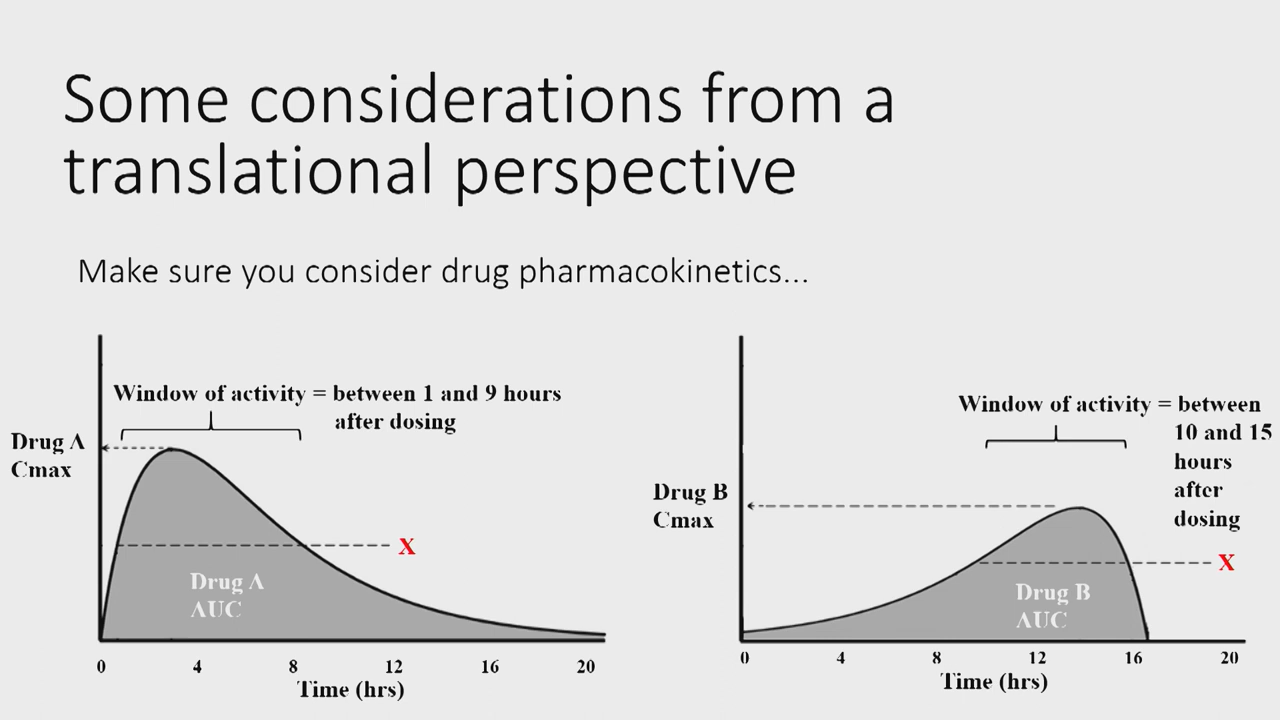 Some considerations from a
translational perspective
Make sure you consider drug pharmacokinetics...
Window of activity = between 1 and 9 hours
after dosing
Drug A
Cmax
X
Drug A
AUC
0 4 8 12 16 20
Time (hrs)
Window of activity = between
10 and 15
hours
after
dosing
Drug B
Cmax
X
Drug B
AUC
0 4 8 12 16 20
Time (hrs)